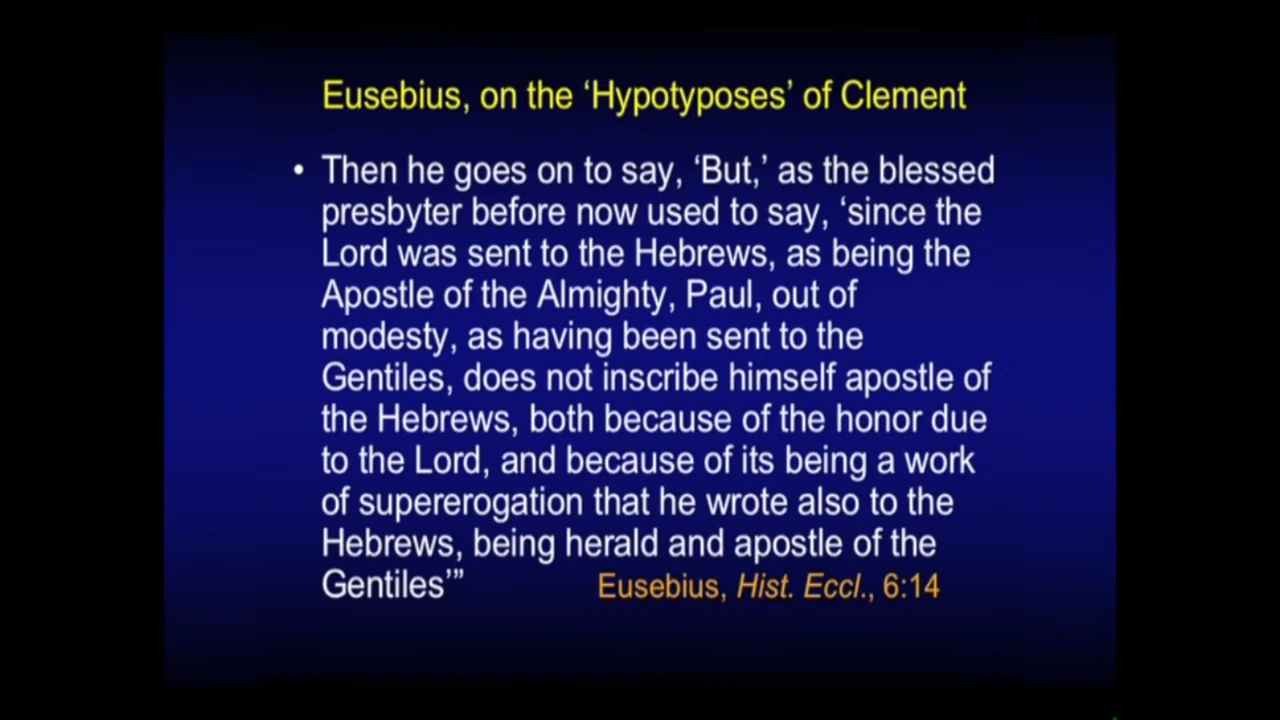 Eusebius, on the ‘Hypotyposes’ of Clement
• Then he goes on to say, ‘But,’ as the blessed
presbyter before now used to say, ‘since the
Lord was sent to the Hebrews, as being the
Apostle of the Almighty, Paul, out of
modesty, as having been sent to the
Gentiles, does not inscribe himself apostle of
the Hebrews, both because of the honor due
to the Lord, and because of its being a work
of supererogation that he wrote also to the
Hebrews, being herald and apostle of the
Gentiles’” Eusebius, Hist. Eccl., 6:14